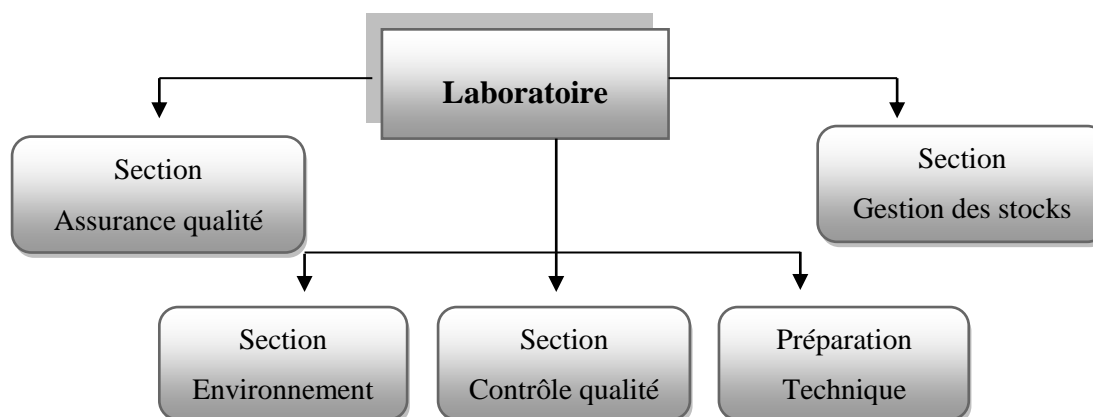 Laboratoire
Section
Assurance qualité
Section
Gestion des stocks
Section
Environnement
Section
Contrôle qualité
Préparation
Technique